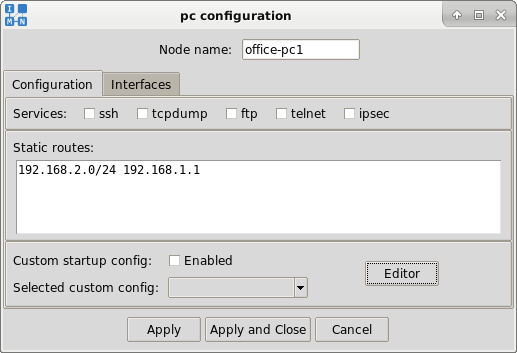 IM
N
pc configuration
Node name: office-pc1
Configuration Interfaces
Services: ssh tcpdump ftp telnet ipsec
Static routes:
192.168.2.0/24 192.168.1.1
Custom startup config: Enabled
Editor
Selected custom config:
Apply Apply and Close Cancel